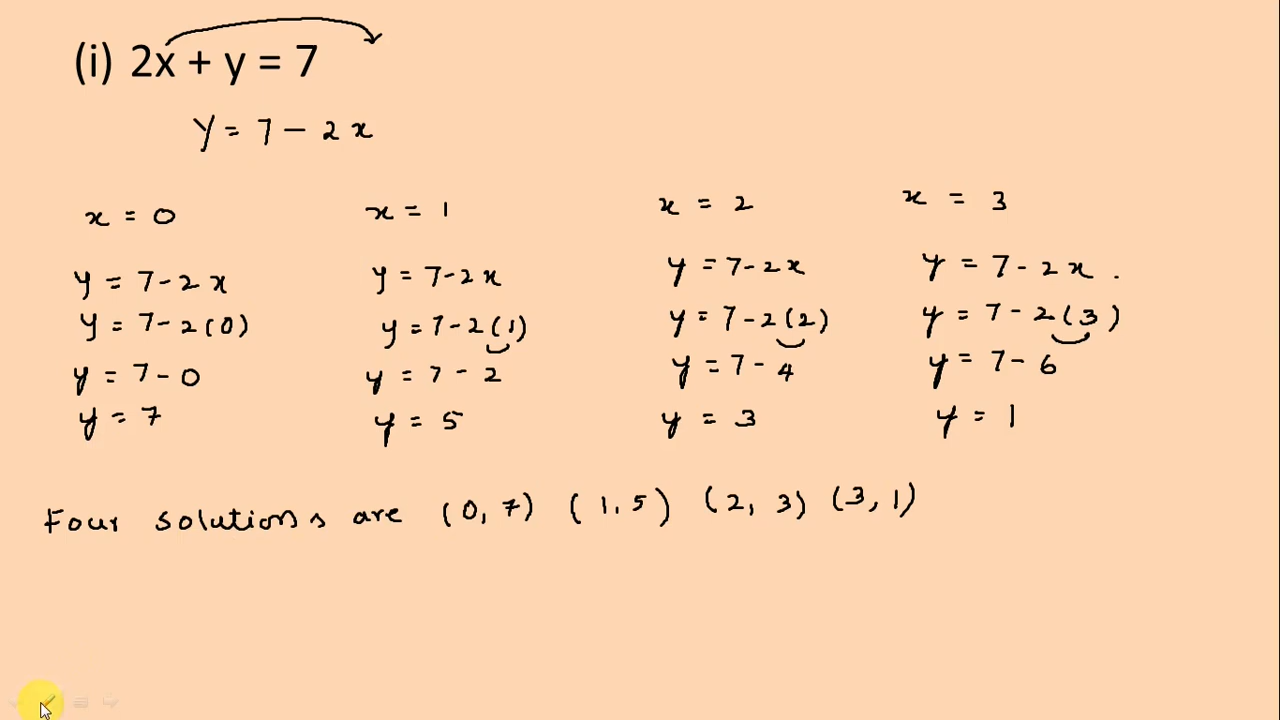 (i) 2x + y = 7
y = 7 - 2x
x = 0
y = 7 - 2x
y = 7 - 2(0)
y = 7 - 0
y = 7
x = 1
y = 7 - 2x
y = 7 - 2(1)
y = 7 - 2
y = 5
x = 2
y = 7 - 2x
y = 7 - 2(2)
y = 7 - 4
y = 3
x = 3
y = 7 - 2x .
y = 7 - 2(3)
y = 7 - 6
y = 1
Four solutions are (0, 7) (1, 5) (2, 3) (3, 1)